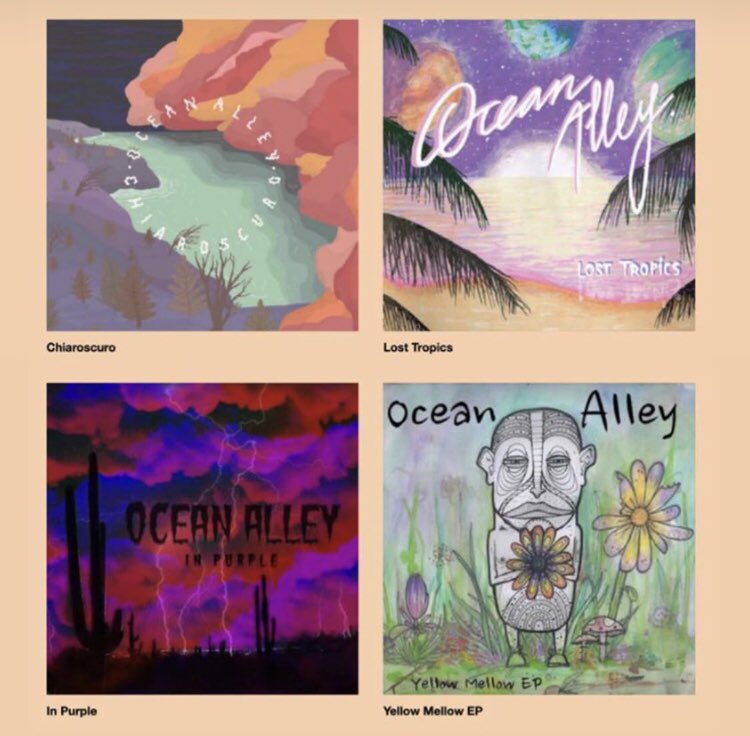 OCEAN ALLEY · CHIAROSCURO ·
Chiaroscuro
Ocean
Alley
LOST TROPICS
Lost Tropics
OCEAN ALLEY
IN PURPLE
In Purple
Ocean Alley
Yellow Mellow EP
Yellow Mellow EP